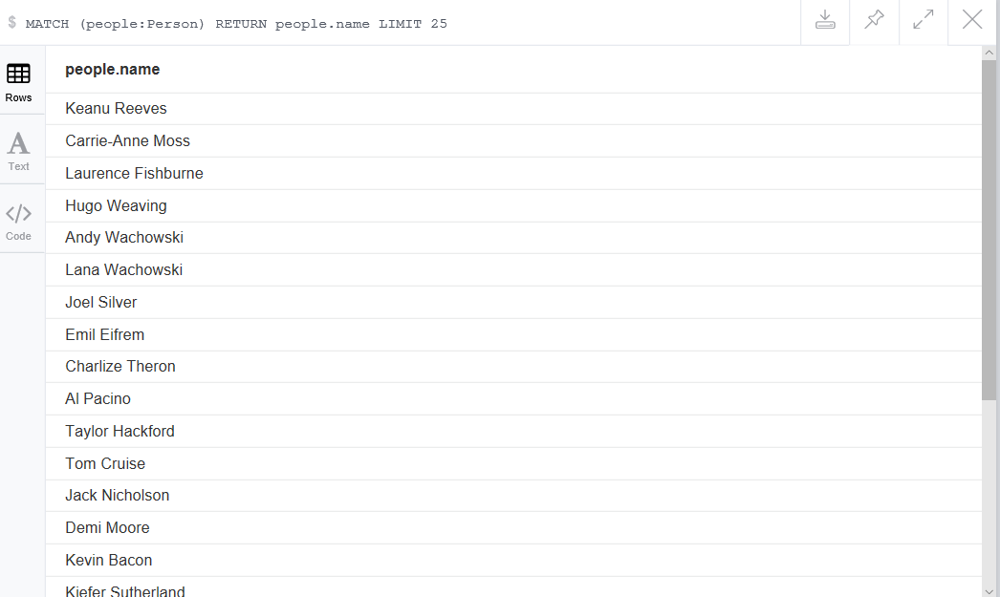 $ MATCH (people:Person) RETURN people.name LIMIT 25
people.name
Rows
Keanu Reeves
Carrie-Anne Moss
A
Text
Laurence Fishburne
Hugo Weaving
</>
Code
Andy Wachowski
Lana Wachowski
Joel Silver
Emil Eifrem
Charlize Theron
Al Pacino
Taylor Hackford
Tom Cruise
Jack Nicholson
Demi Moore
Kevin Bacon
Kiefer Sutherland